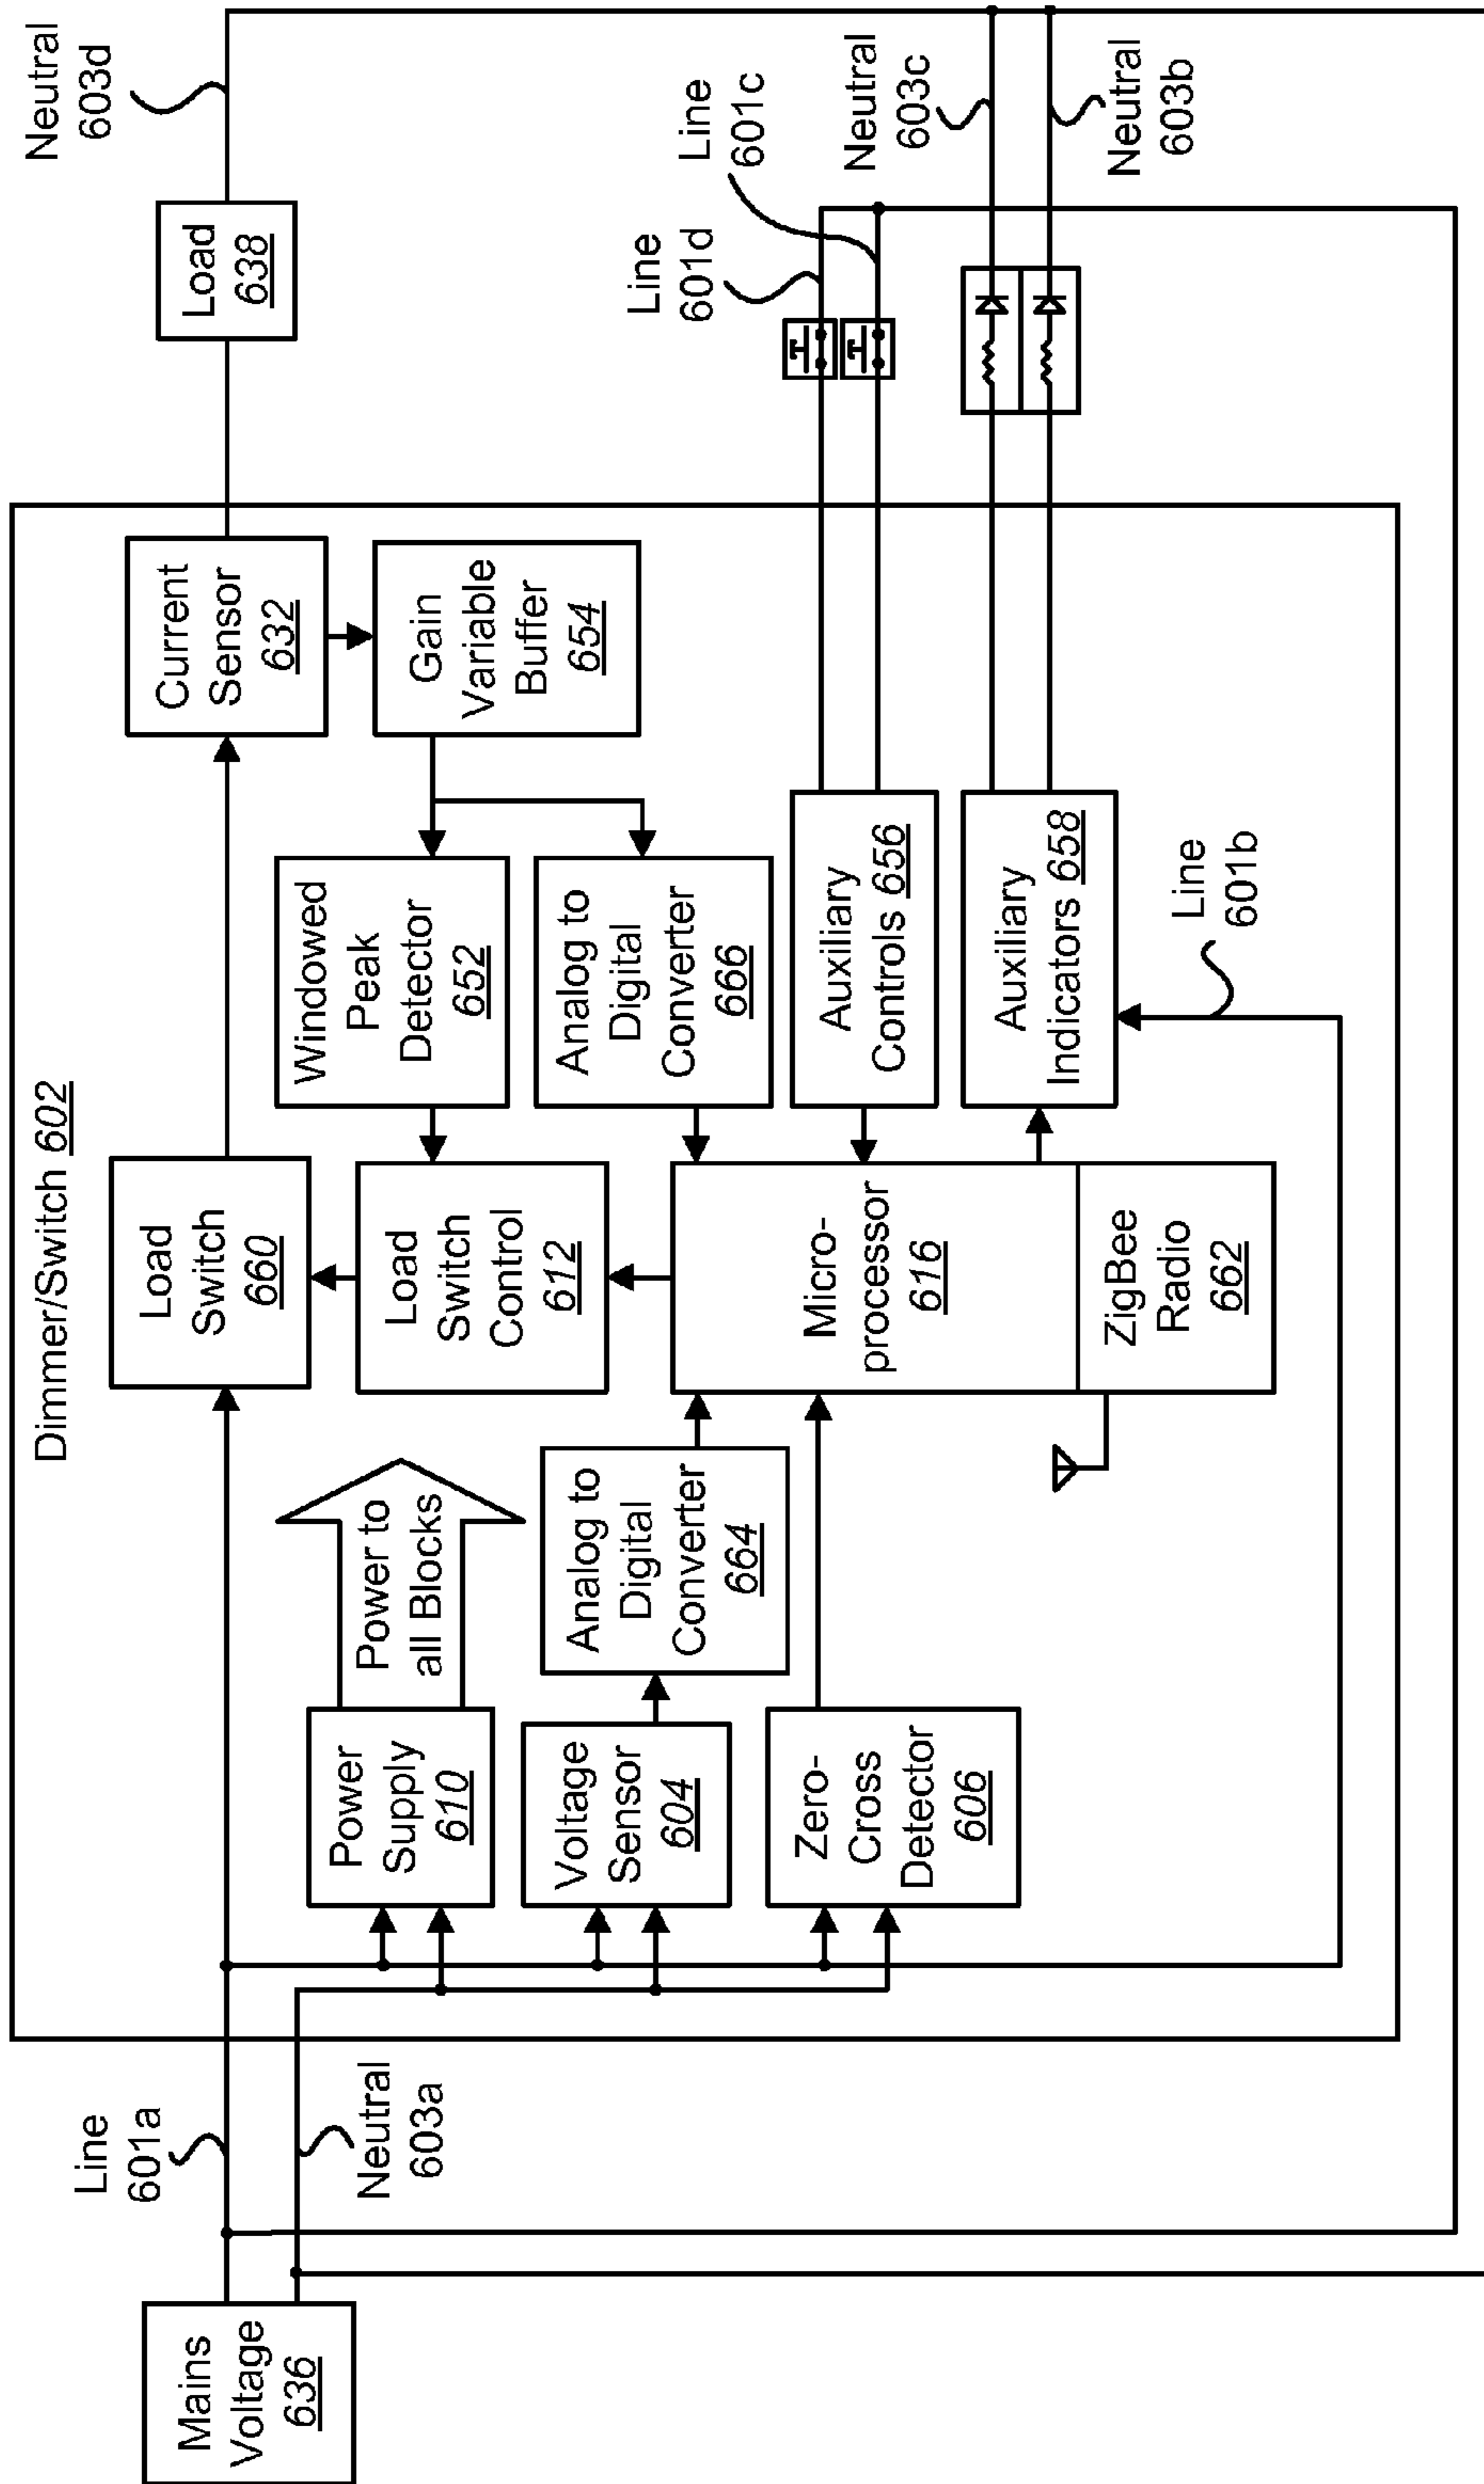 Dimmer/Switch 602
Mains
Voltage
636
Line
601a
Neutral
603a
Power
Supply
610
Power to
all Blocks
Voltage
Sensor
604
Zero-
Cross
Detector
606
Analog to
Digital
Converter
664
Load
Switch
660
Load
Switch
Control
612
Micro-
processor
616
ZigBee
Radio
662
Windowed
Peak
Detector
652
Analog to
Digital
Converter
666
Auxiliary
Controls 656
Auxiliary
Indicators 658
Line
601b
Current
Sensor
632
Gain
Variable
Buffer
654
Load
638
Neutral
603d
Line
601d
Line
601c
Neutral
603c
Neutral
603b